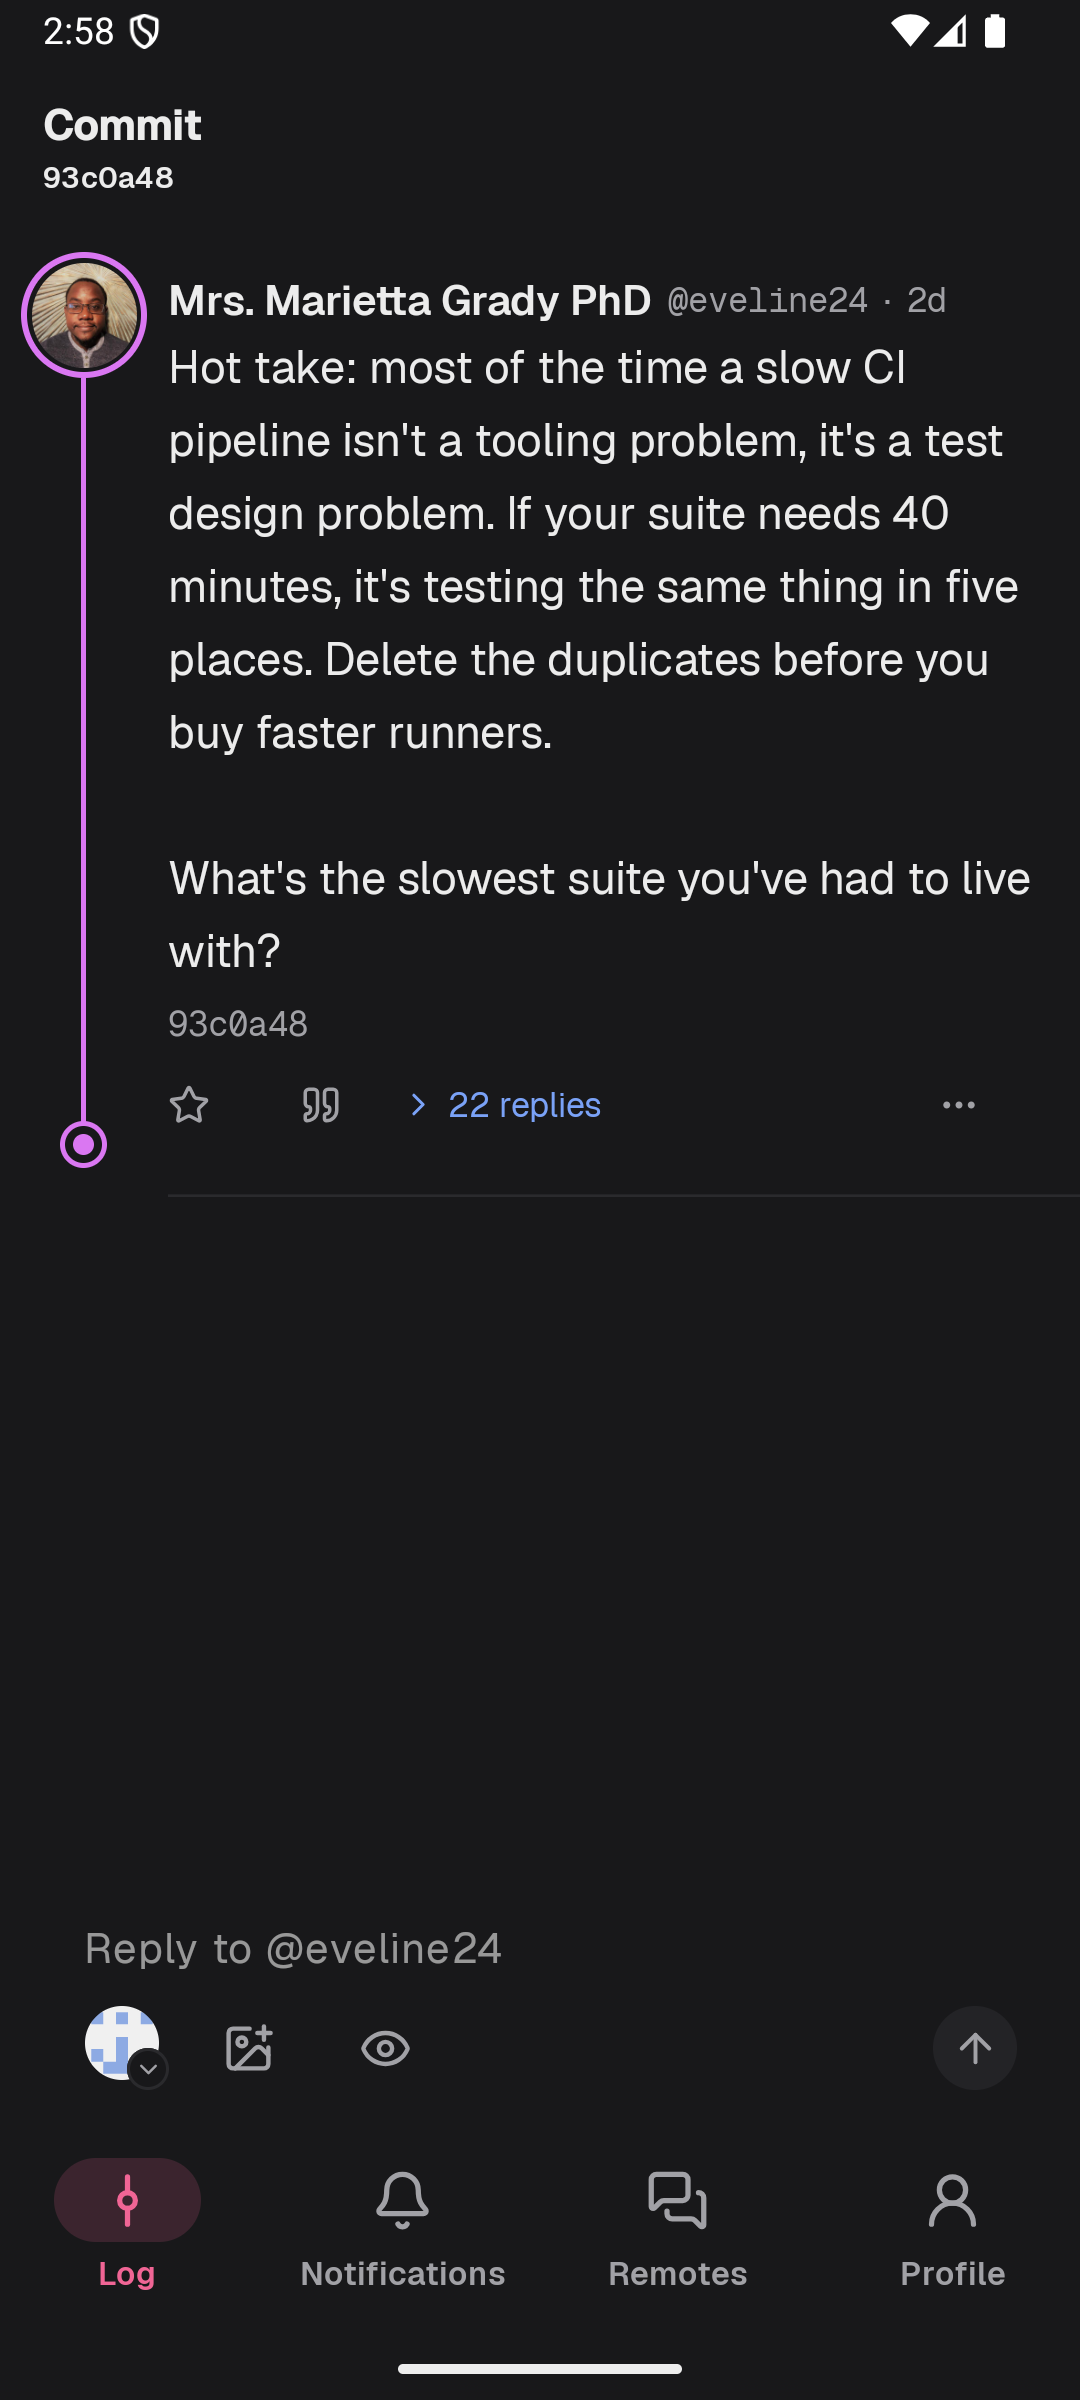 2:58
Commit
93c0a48
Mrs. Marietta Grady PhD @eveline24 · 2d
Hot take: most of the time a slow CI
pipeline isn't a tooling problem, it's a test
design problem. If your suite needs 40
minutes, it's testing the same thing in five
places. Delete the duplicates before you
buy faster runners.
What's the slowest suite you've had to live
with?
93c0a48
22 replies
Reply to @eveline24
Log
Notifications
Remotes
Profile